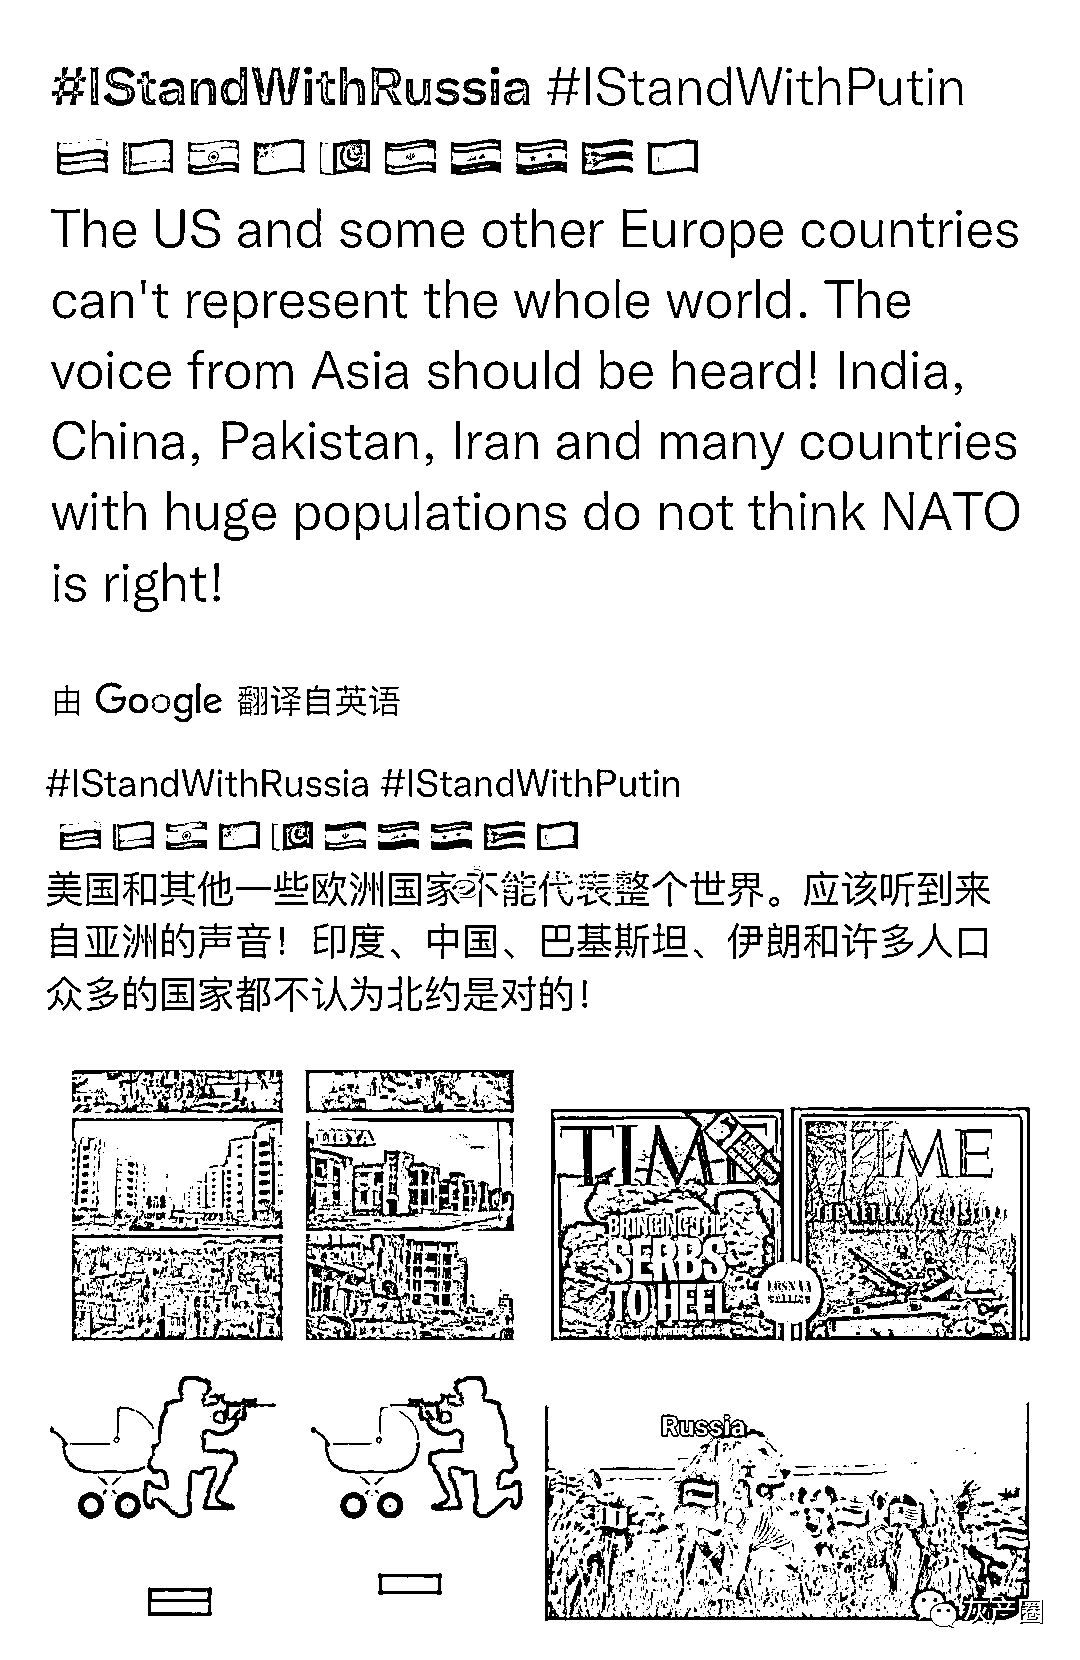 #IStandWithRussia #IStandWithPutin
The US and some other Europe countries
can't represent the whole world. The
voice from Asia should be heard! India,
China, Pakistan, Iran and many countries
with huge populations do not think NATO
is right!
由 Google 翻译自英语
#IStandWithRussia #IStandWithPutin
美国和其他一些欧洲国家不能代表整个世界。应该听到来
自亚洲的声音！印度、中国、巴基斯坦、伊朗和许多人口
众多的国家都不认为北约是对的！
LIBYA
TIME
BRINGING THE
SERBS
TO HEEL
TIME
Russia
灰产圈